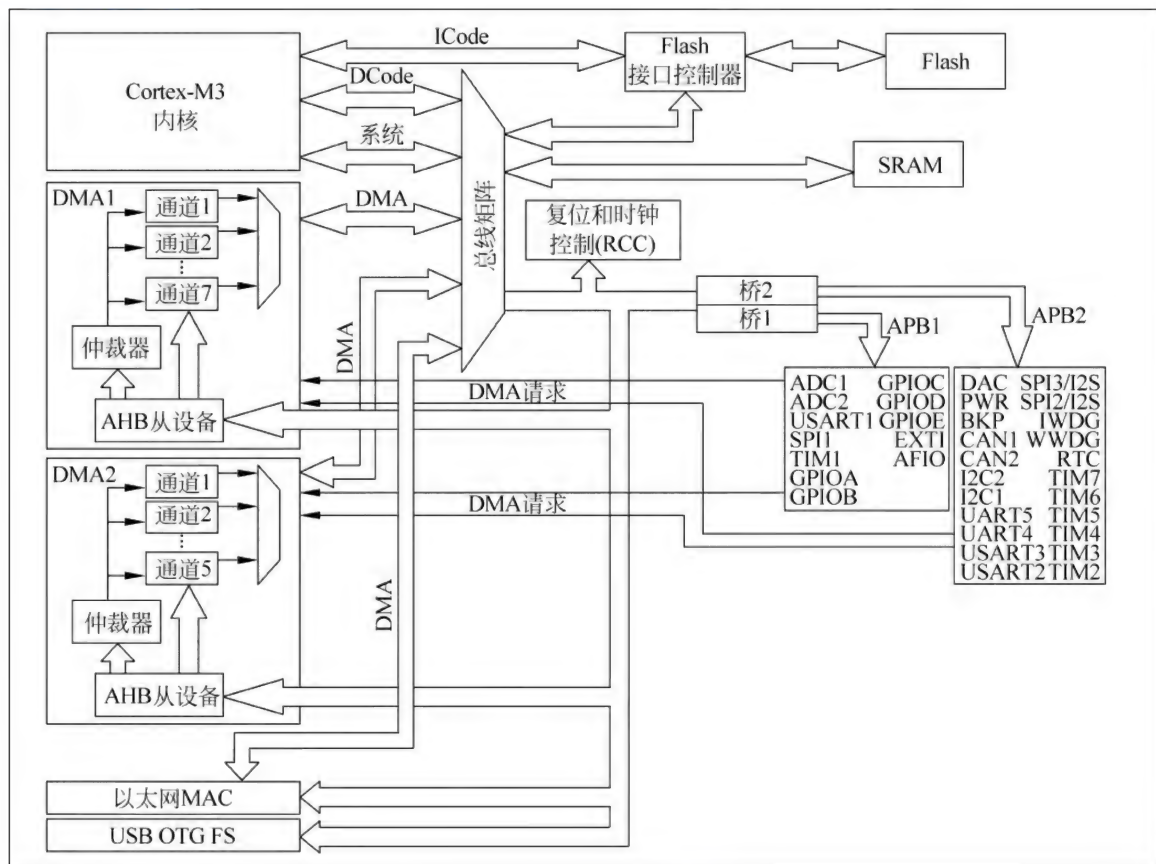 ICode
Flash
接口控制器
Flash
Cortex-M3
内核
DCode
系统
SRAM
DMA1
通道1
通道2
通道7
仲裁器
AHB从设备
DMA
总线矩阵
复位和时钟
控制(RCC)
桥2
桥1
APB1
APB2
DMA
DMA请求
ADC1 GPIOC
ADC2 GPIOD
USART1 GPIOE
SPI1 EXTI
TIM1 AFIO
GPIOA
GPIOB
DAC SPI3/I2S
PWR SPI2/I2S
BKP IWDG
CAN1 WWDG
CAN2 RTC
I2C2 TIM7
I2C1 TIM6
UART5 TIM5
UART4 TIM4
USART3 TIM3
USART2 TIM2
DMA2
通道1
通道2
通道5
仲裁器
AHB从设备
DMA请求
DMA
以太网MAC
USB OTG FS